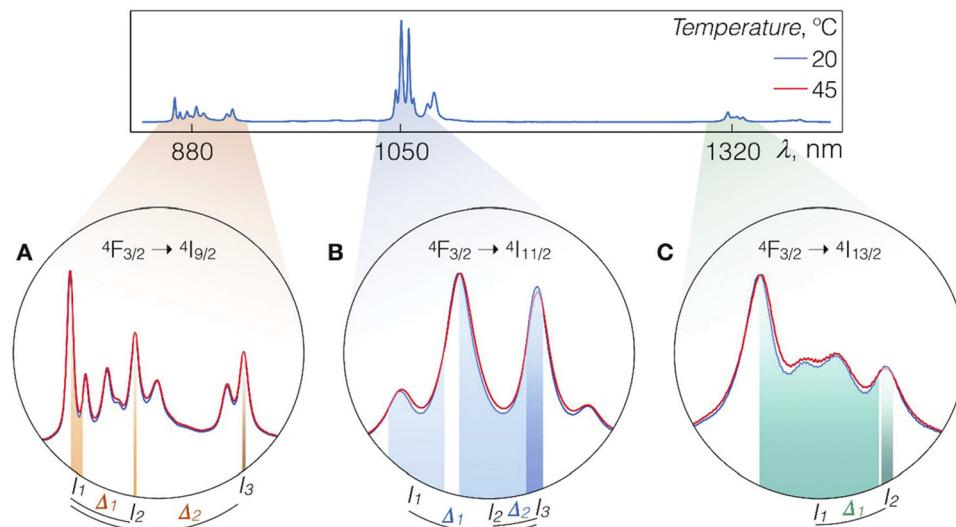 Temperature, °C
20
45
880
1050
1320
λ, nm
A
⁴F₃/₂ → ⁴I₉/₂
B
⁴F₃/₂ → ⁴I₁₁/₂
C
⁴F₃/₂ → ⁴I₁₃/₂
I₁
Δ₁
I₂
Δ₂
I₃
I₁
Δ₁
I₂
Δ₂
I₃
I₁
Δ₁
I₂